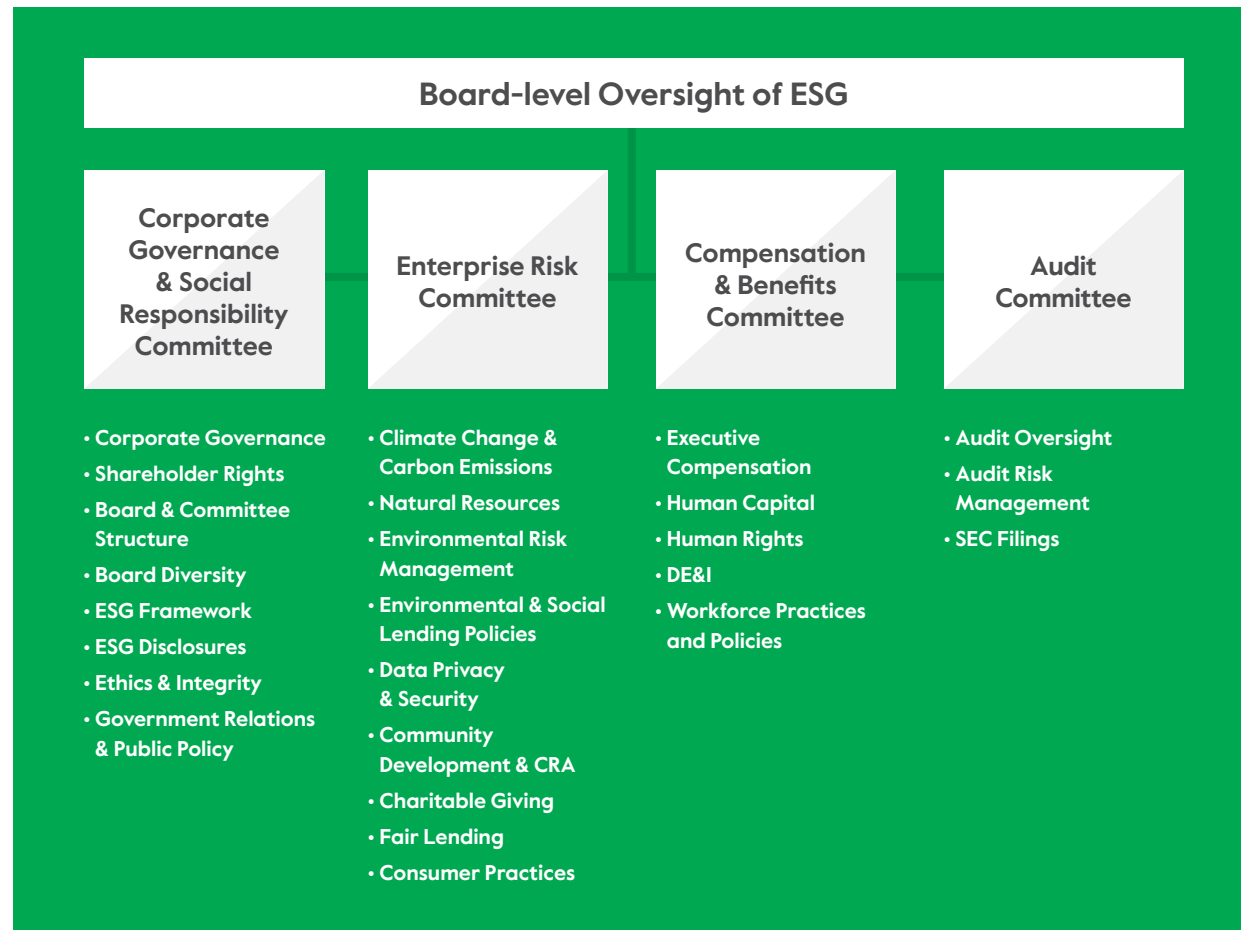 Board-level Oversight of ESG
Corporate
Governance
& Social
Responsibility
Committee
Enterprise Risk
Committee
Compensation
& Benefits
Committee
Audit
Committee
• Corporate Governance
• Shareholder Rights
• Board & Committee
Structure
• Board Diversity
• ESG Framework
• ESG Disclosures
• Ethics & Integrity
• Government Relations
& Public Policy
• Climate Change &
Carbon Emissions
• Natural Resources
• Environmental Risk
Management
• Environmental & Social
Lending Policies
• Data Privacy
& Security
• Community
Development & CRA
• Charitable Giving
• Fair Lending
• Consumer Practices
• Executive
Compensation
• Human Capital
• Human Rights
• DE&I
• Workforce Practices
and Policies
• Audit Oversight
• Audit Risk
Management
• SEC Filings